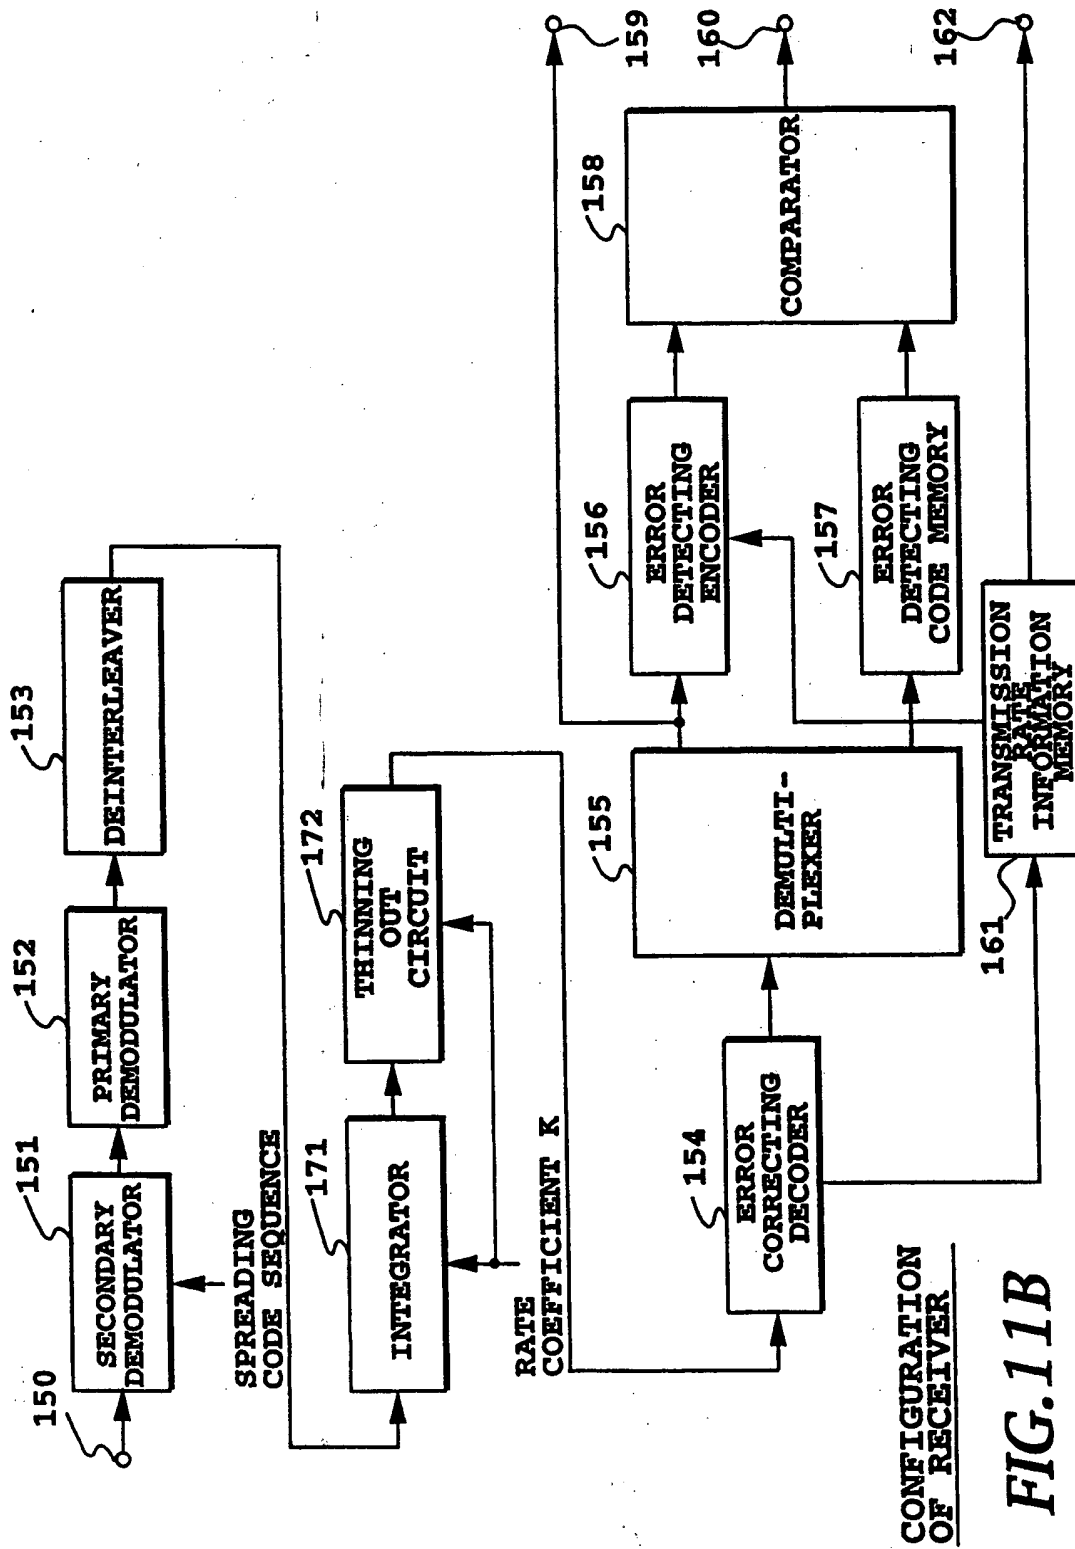 150
151
SECONDARY
DEMODULATOR
152
PRIMARY
DEMODULATOR
153
DEINTERLEAVER
SPREADING
CODE SEQUENCE
171
INTEGRATOR
172
THINNING
OUT
CIRCUIT
RATE
COEFFICIENT K
154
ERROR
CORRECTING
DECODER
155
DEMULTI-
PLEXER
156
ERROR
DETECTING
ENCODER
157
ERROR
DETECTING
CODE MEMORY
158
COMPARATOR
159
160
161
TRANSMISSION
RATE
INFORMATION
MEMORY
162
CONFIGURATION
OF RECEIVER
FIG.11B